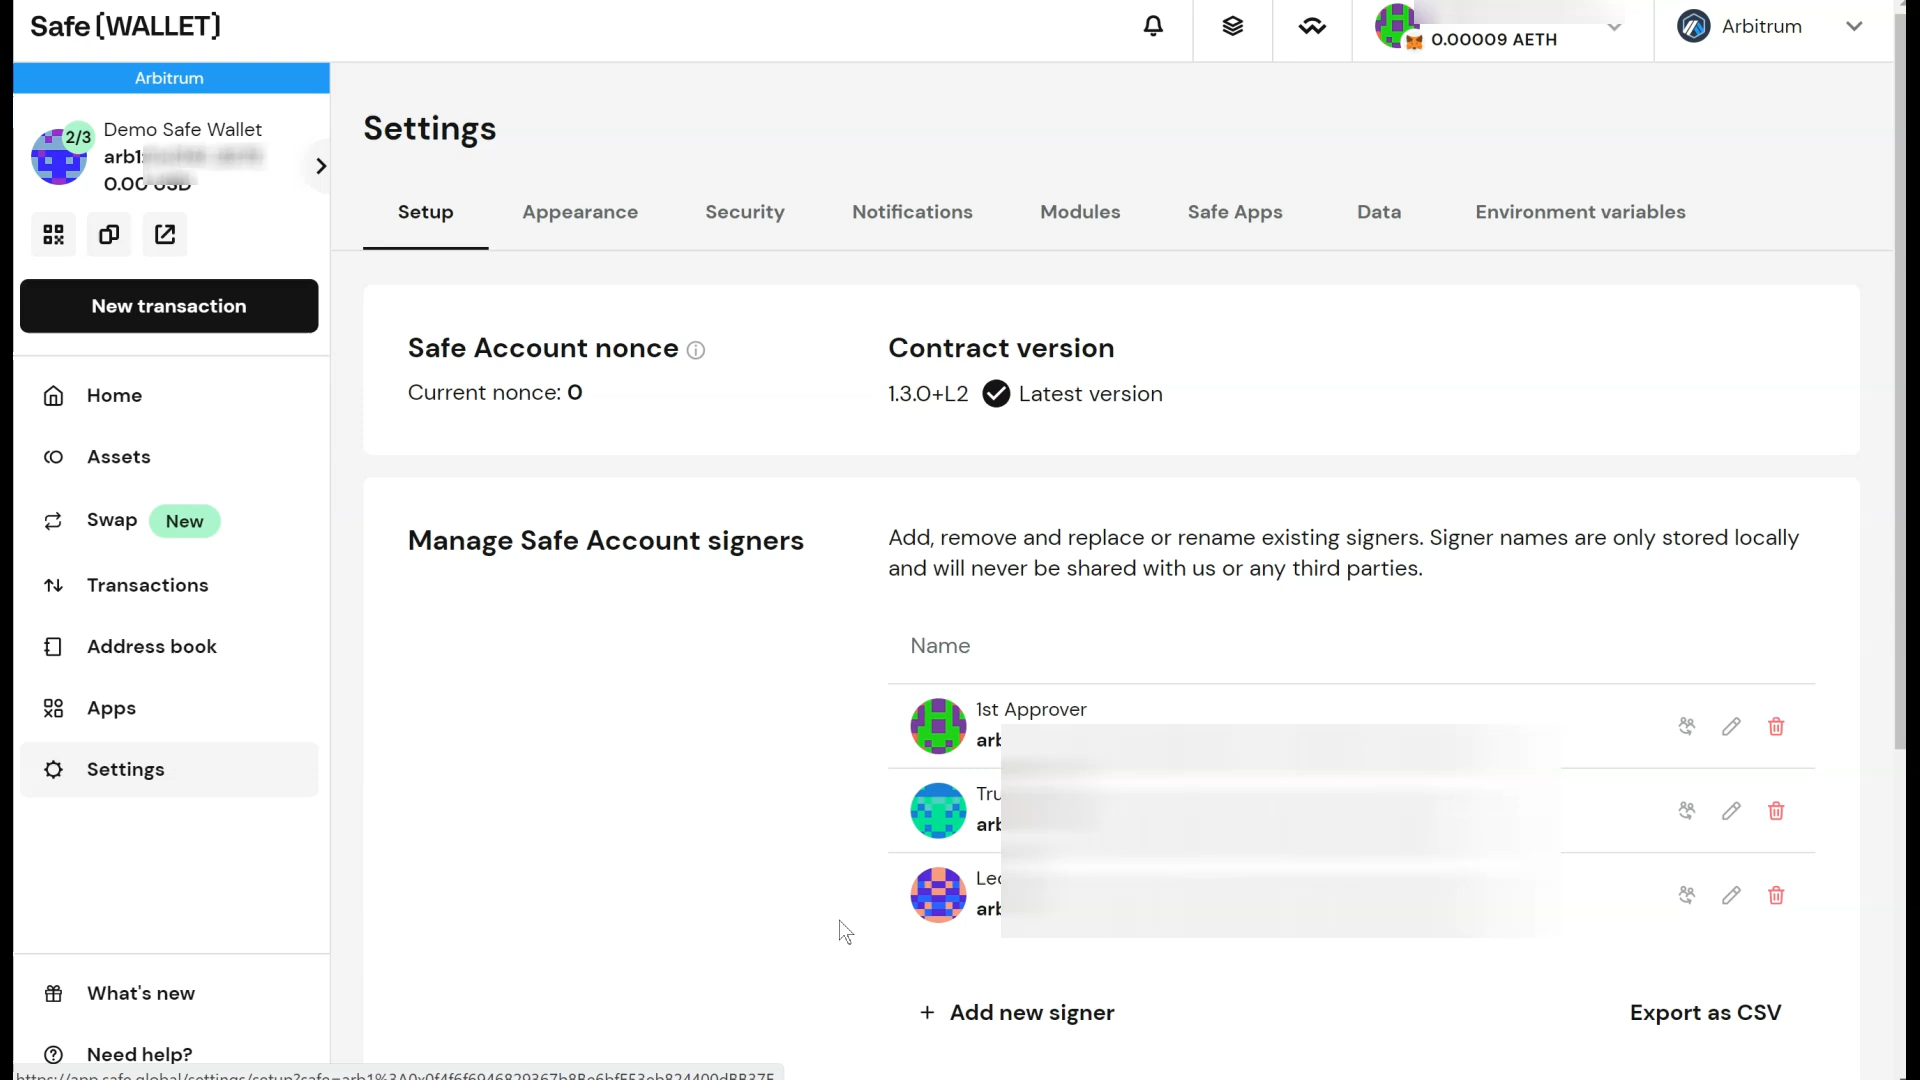 Safe{WALLET}
0.00009 AETH
Arbitrum
Arbitrum
2/3
Demo Safe Wallet
arb1:
0.00 USD
New transaction
Home
Assets
Swap New
Transactions
Address book
Apps
Settings
What's new
Need help?
Settings
Setup Appearance Security Notifications Modules Safe Apps Data Environment variables
Safe Account nonce
Current nonce: 0
Contract version
1.3.0+L2 Latest version
Manage Safe Account signers
Add, remove and replace or rename existing signers. Signer names are only stored locally
and will never be shared with us or any third parties.
Name
1st Approver
arb
Tru
arb
Led
arb
+ Add new signer
Export as CSV